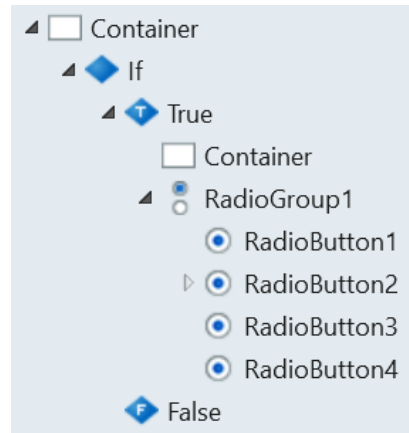 Container
If
True
Container
RadioGroup1
RadioButton1
RadioButton2
RadioButton3
RadioButton4
False